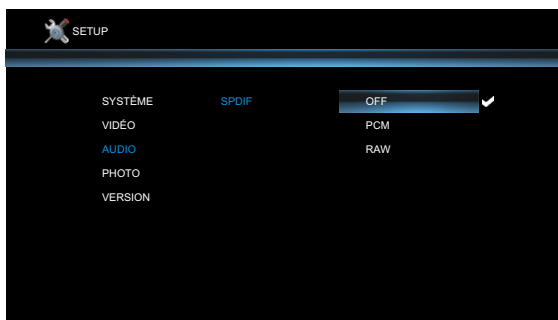 SETUP
SYSTÈME SPDIF OFF
VIDÉO PCM
AUDIO RAW
PHOTO
VERSION